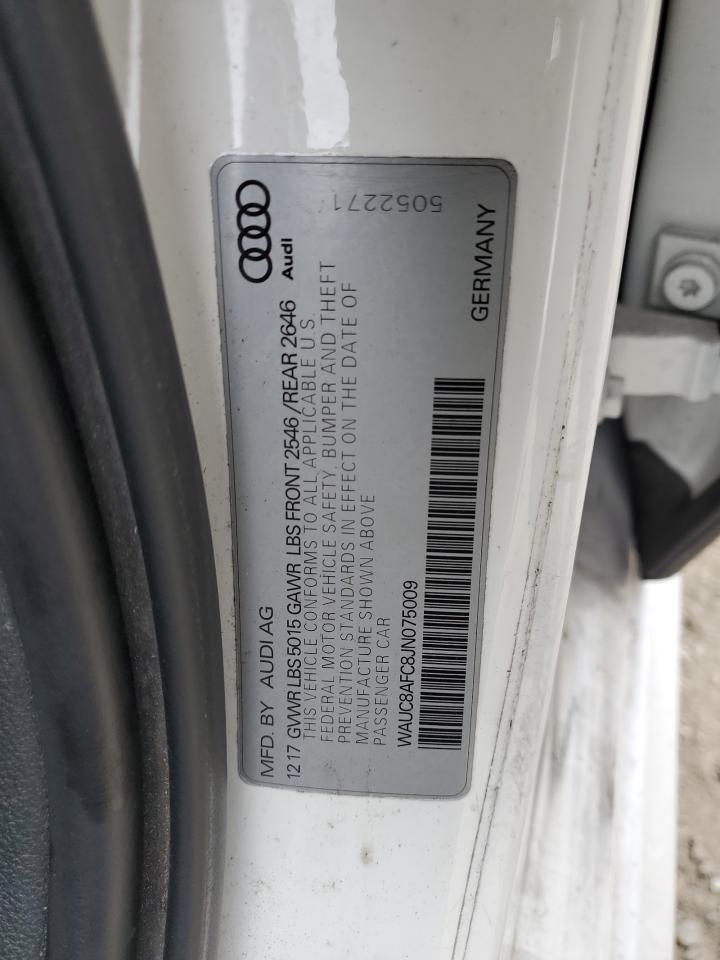 Audi
5052271
MFD. BY AUDI AG
12 17 GVWR LBS 5015 GAWR LBS FRONT 2546 /REAR 2646
THIS VEHICLE CONFORMS TO ALL APPLICABLE U.S.
FEDERAL MOTOR VEHICLE SAFETY, BUMPER AND THEFT
PREVENTION STANDARDS IN EFFECT ON THE DATE OF
MANUFACTURE SHOWN ABOVE
PASSENGER CAR
WAUC8AFC8JN075009
GERMANY